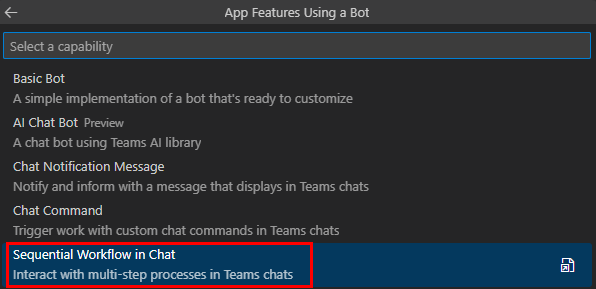 App Features Using a Bot
Select a capability
Basic Bot
A simple implementation of a bot that's ready to customize
AI Chat Bot Preview
A chat bot using Teams AI library
Chat Notification Message
Notify and inform with a message that displays in Teams chats
Chat Command
Trigger work with custom chat commands in Teams chats
Sequential Workflow in Chat
Interact with multi-step processes in Teams chats